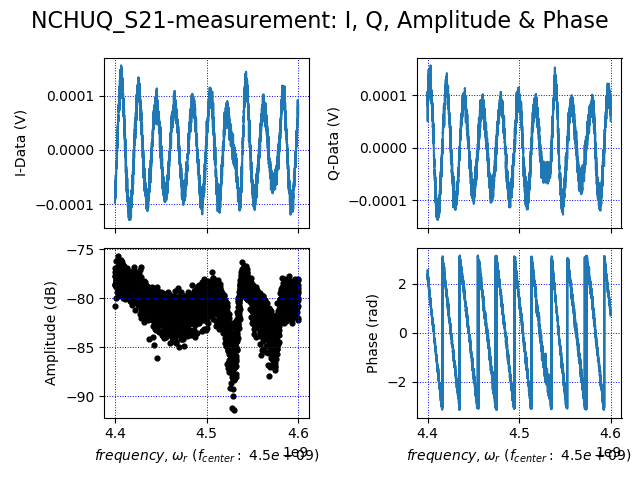 NCHUQ_S21-measurement: I, Q, Amplitude & Phase
I-Data (V)
0.0001
0.0000
−0.0001
Q-Data (V)
0.0001
0.0000
−0.0001
Amplitude (dB)
−75
−80
−85
−90
4.4
4.5
4.6
1e9
frequency, ω_r (f_center : 4.5e+09)
Phase (rad)
2
0
−2
4.4
4.5
4.6
1e9
frequency, ω_r (f_center : 4.5e+09)